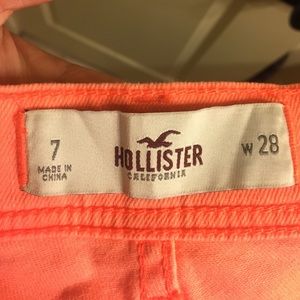 7
MADE IN
CHINA
HOLLISTER
CALIFORNIA
W 28